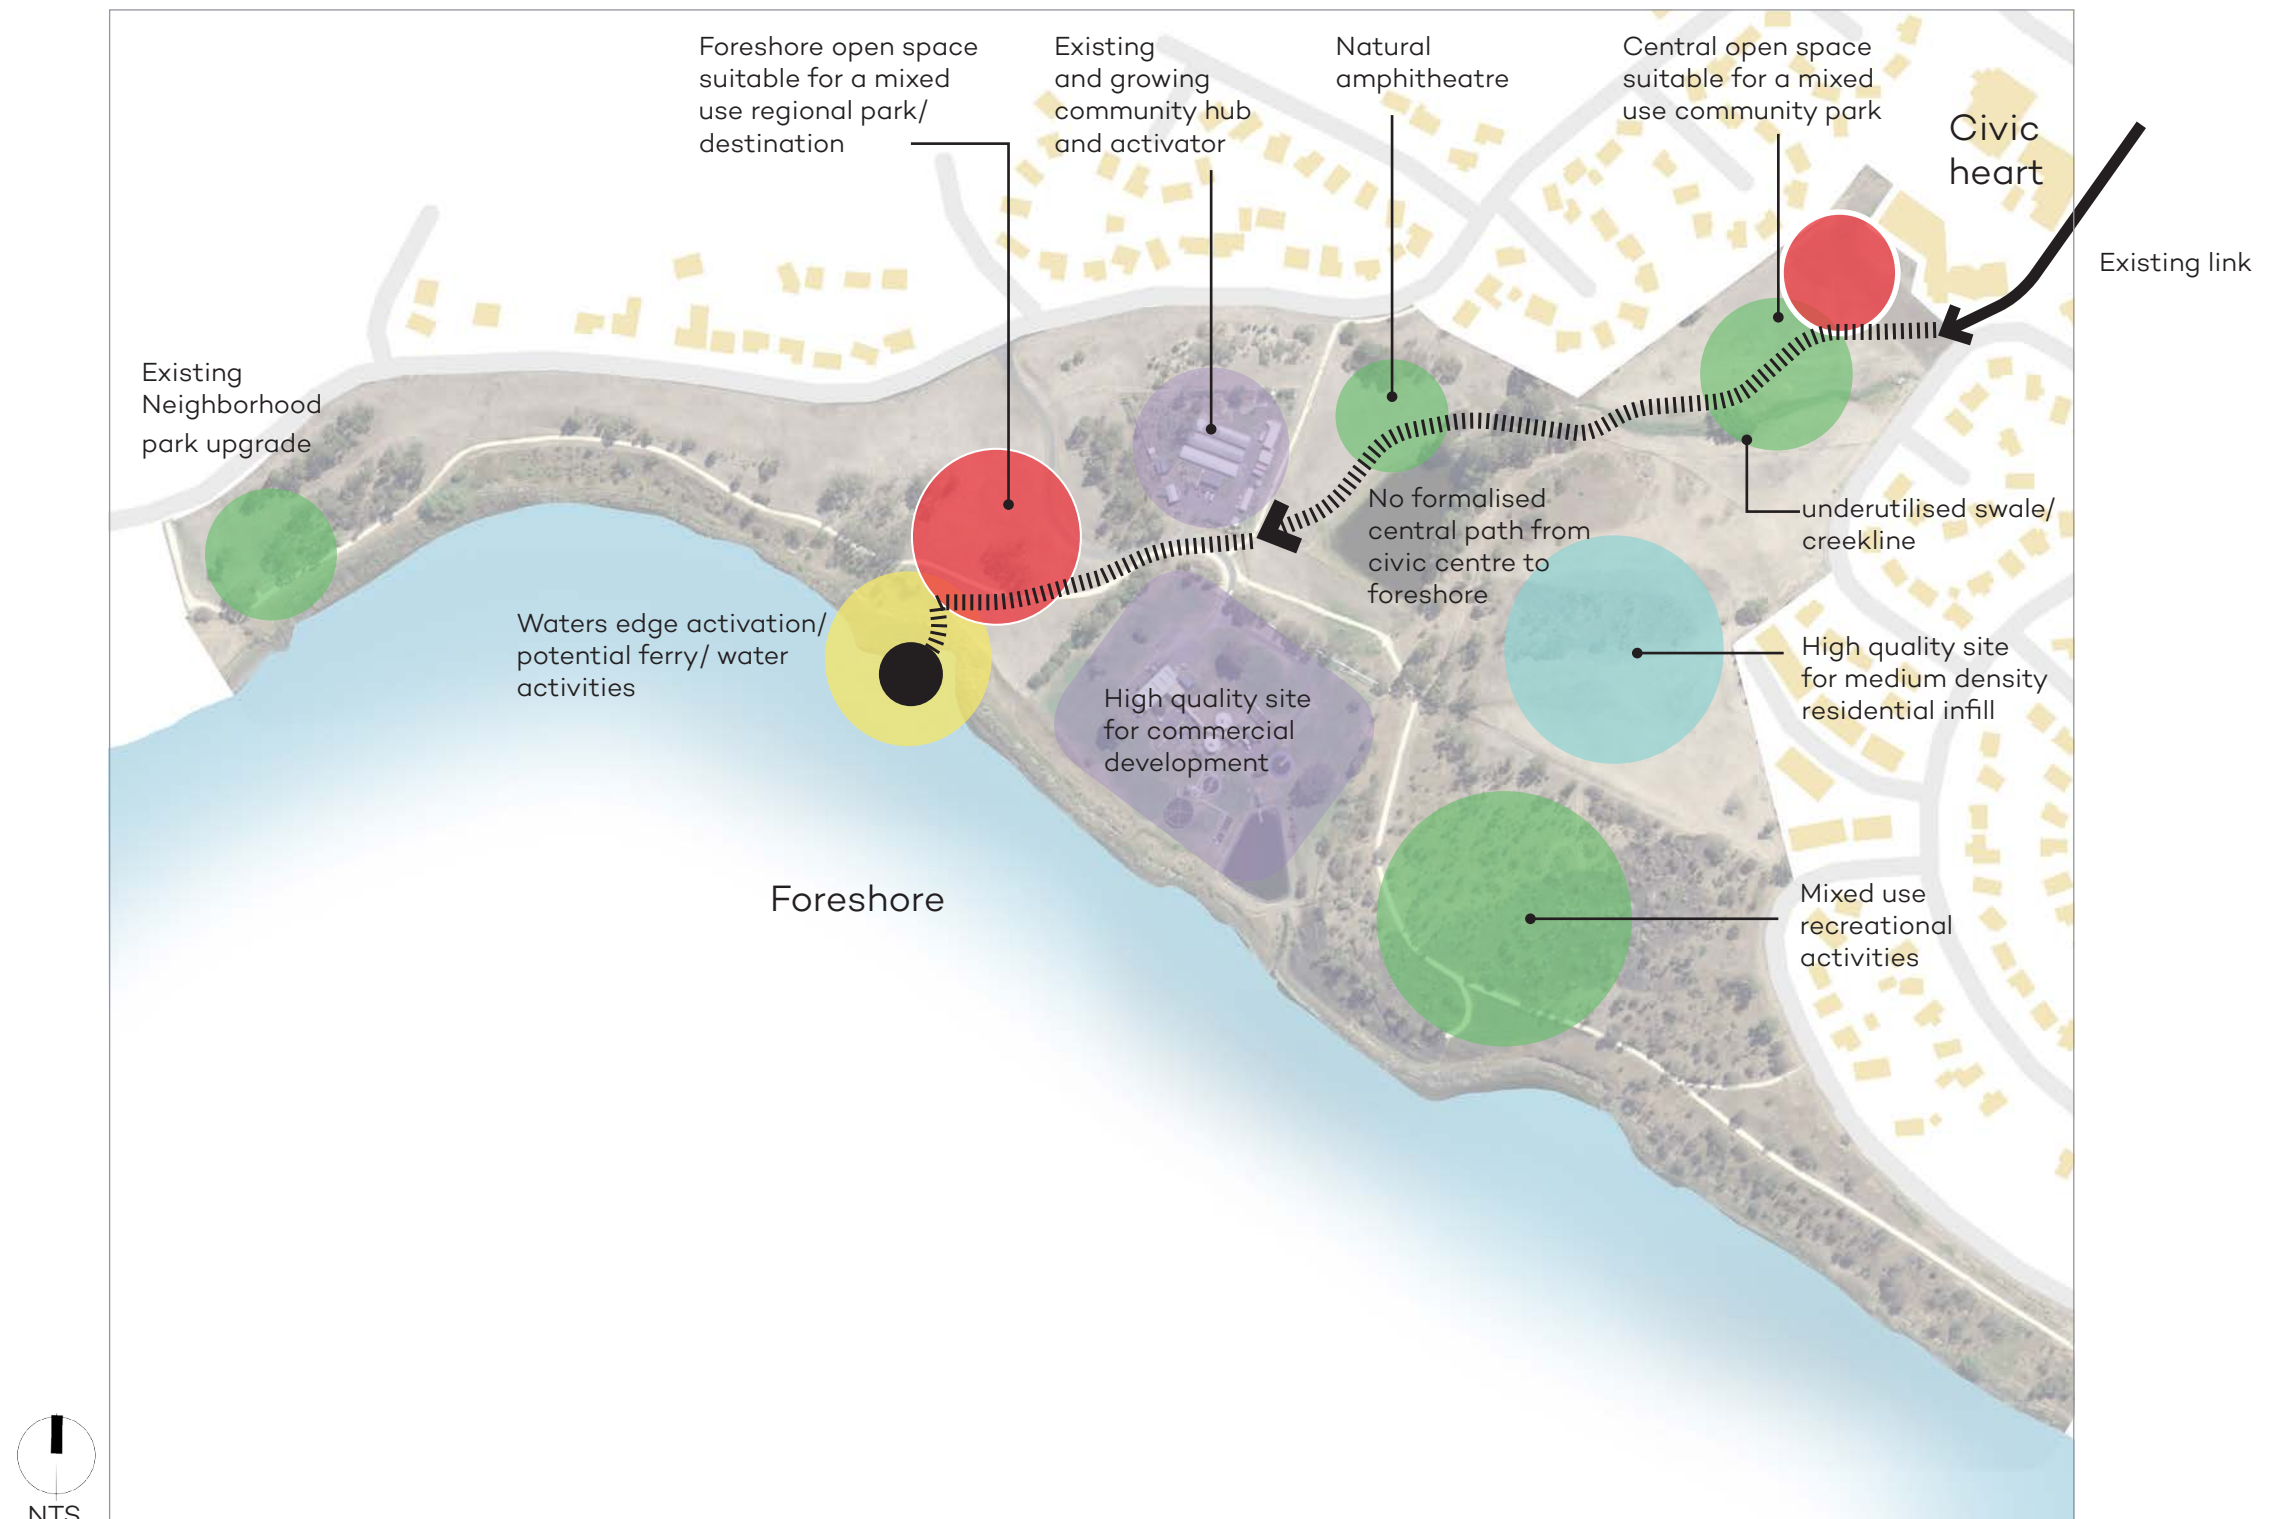 Foreshore open space
suitable for a mixed
use regional park/
destination
Existing
and growing
community hub
and activator
Natural
amphitheatre
Central open space
suitable for a mixed
use community park
Civic
heart
Existing link
Existing
Neighborhood
park upgrade
No formalised
central path from
civic centre to
foreshore
underutilised swale/
creekline
Waters edge activation/
potential ferry/ water
activities
High quality site
for medium density
residential infill
High quality site
for commercial
development
Foreshore
Mixed use
recreational
activities
NTS